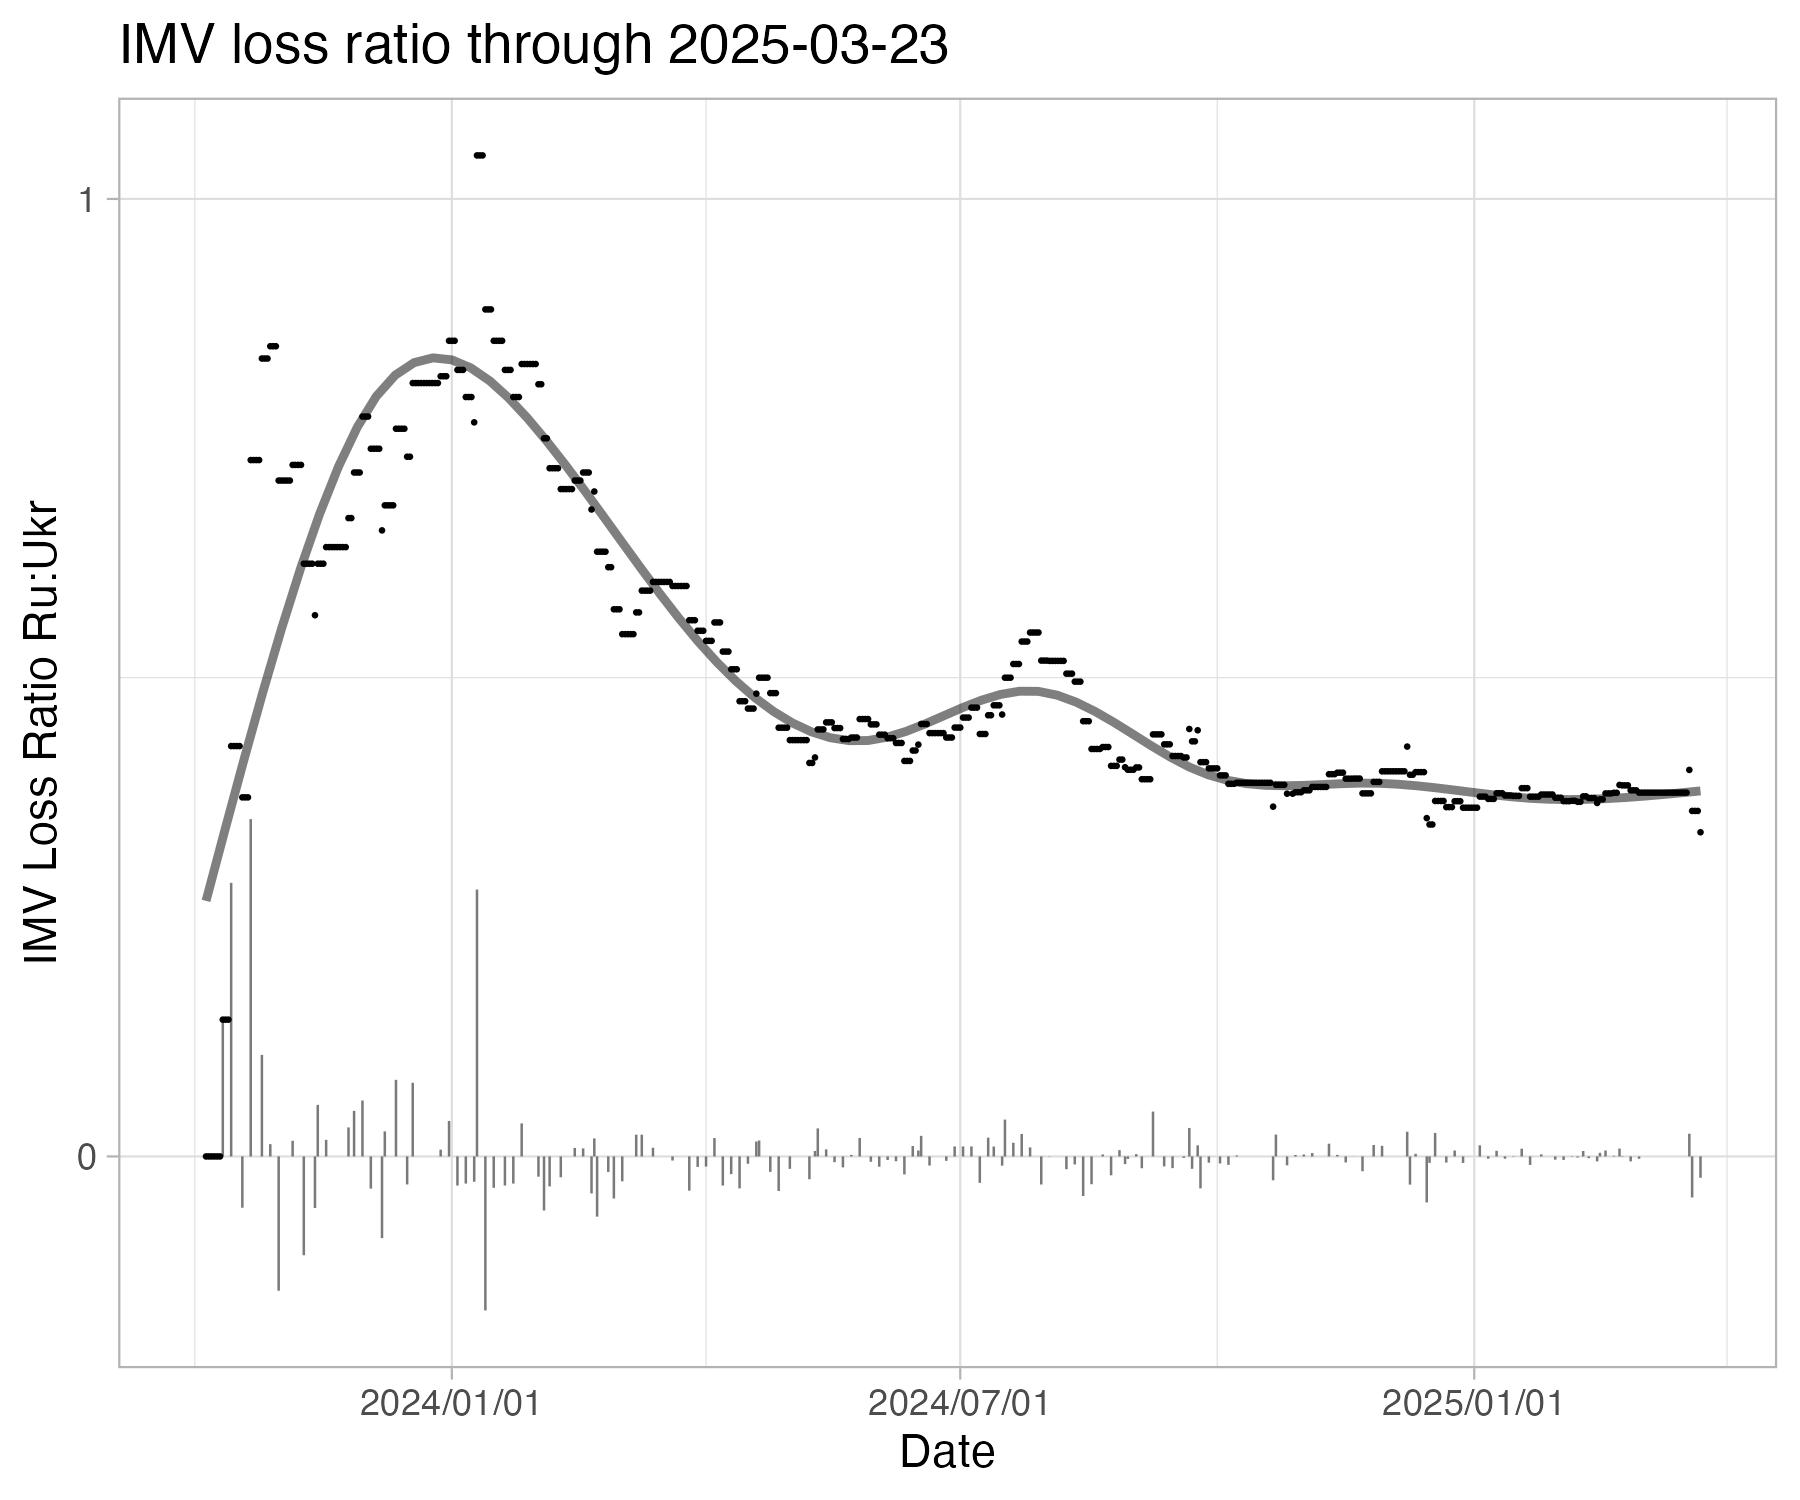 IMV loss ratio through 2025-03-23
IMV Loss Ratio Ru:Ukr
1
0
2024/01/01
2024/07/01
2025/01/01
Date